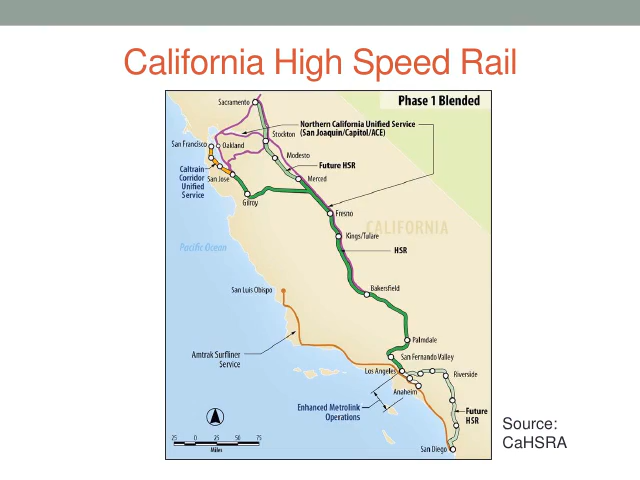 California High Speed Rail
Phase 1 Blended
Sacramento
Northern California Unified Service
(San Joaquin/Capitol/ACE)
Stockton
San Francisco
Oakland
Modesto
Future HSR
Caltrain
Corridor
Unified
Service
San Jose
Merced
Gilroy
Fresno
CALIFORNIA
Kings/Tulare
Pacific Ocean
HSR
San Luis Obispo
Bakersfield
Palmdale
Amtrak Surfliner
Service
San Fernando Valley
Los Angeles
Riverside
Anaheim
Enhanced Metrolink
Operations
Future
HSR
San Diego
25 0 25 50 75
Miles
Source:
CaHSRA